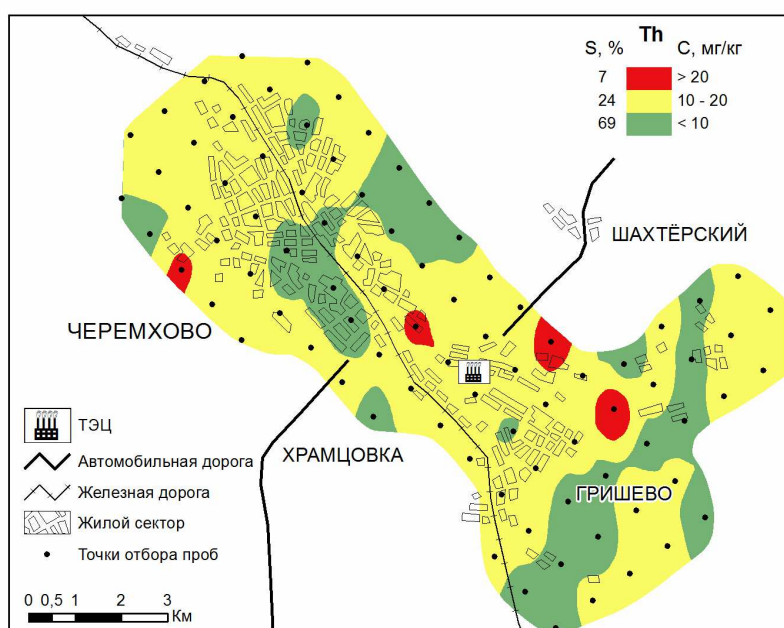 Th
S, % C, мг/кг
7 > 20
24 10 - 20
69 < 10
ШАХТЁРСКИЙ
ЧЕРЕМХОВО
ХРАМЦОВКА
ГРИШЕВО
ТЭЦ
Автомобильная дорога
Железная дорога
Жилой сектор
Точки отбора проб
0 0,5 1 2 3
Км